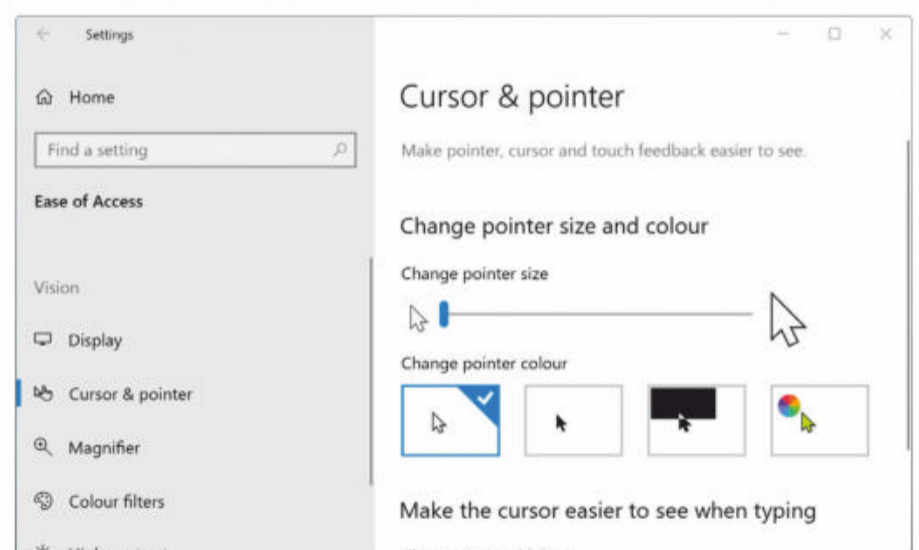 Settings
Home
Find a setting
Ease of Access
Vision
Display
Cursor & pointer
Magnifier
Colour filters
Cursor & pointer
Make pointer, cursor and touch feedback easier to see.
Change pointer size and colour
Change pointer size
Change pointer colour
Make the cursor easier to see when typing